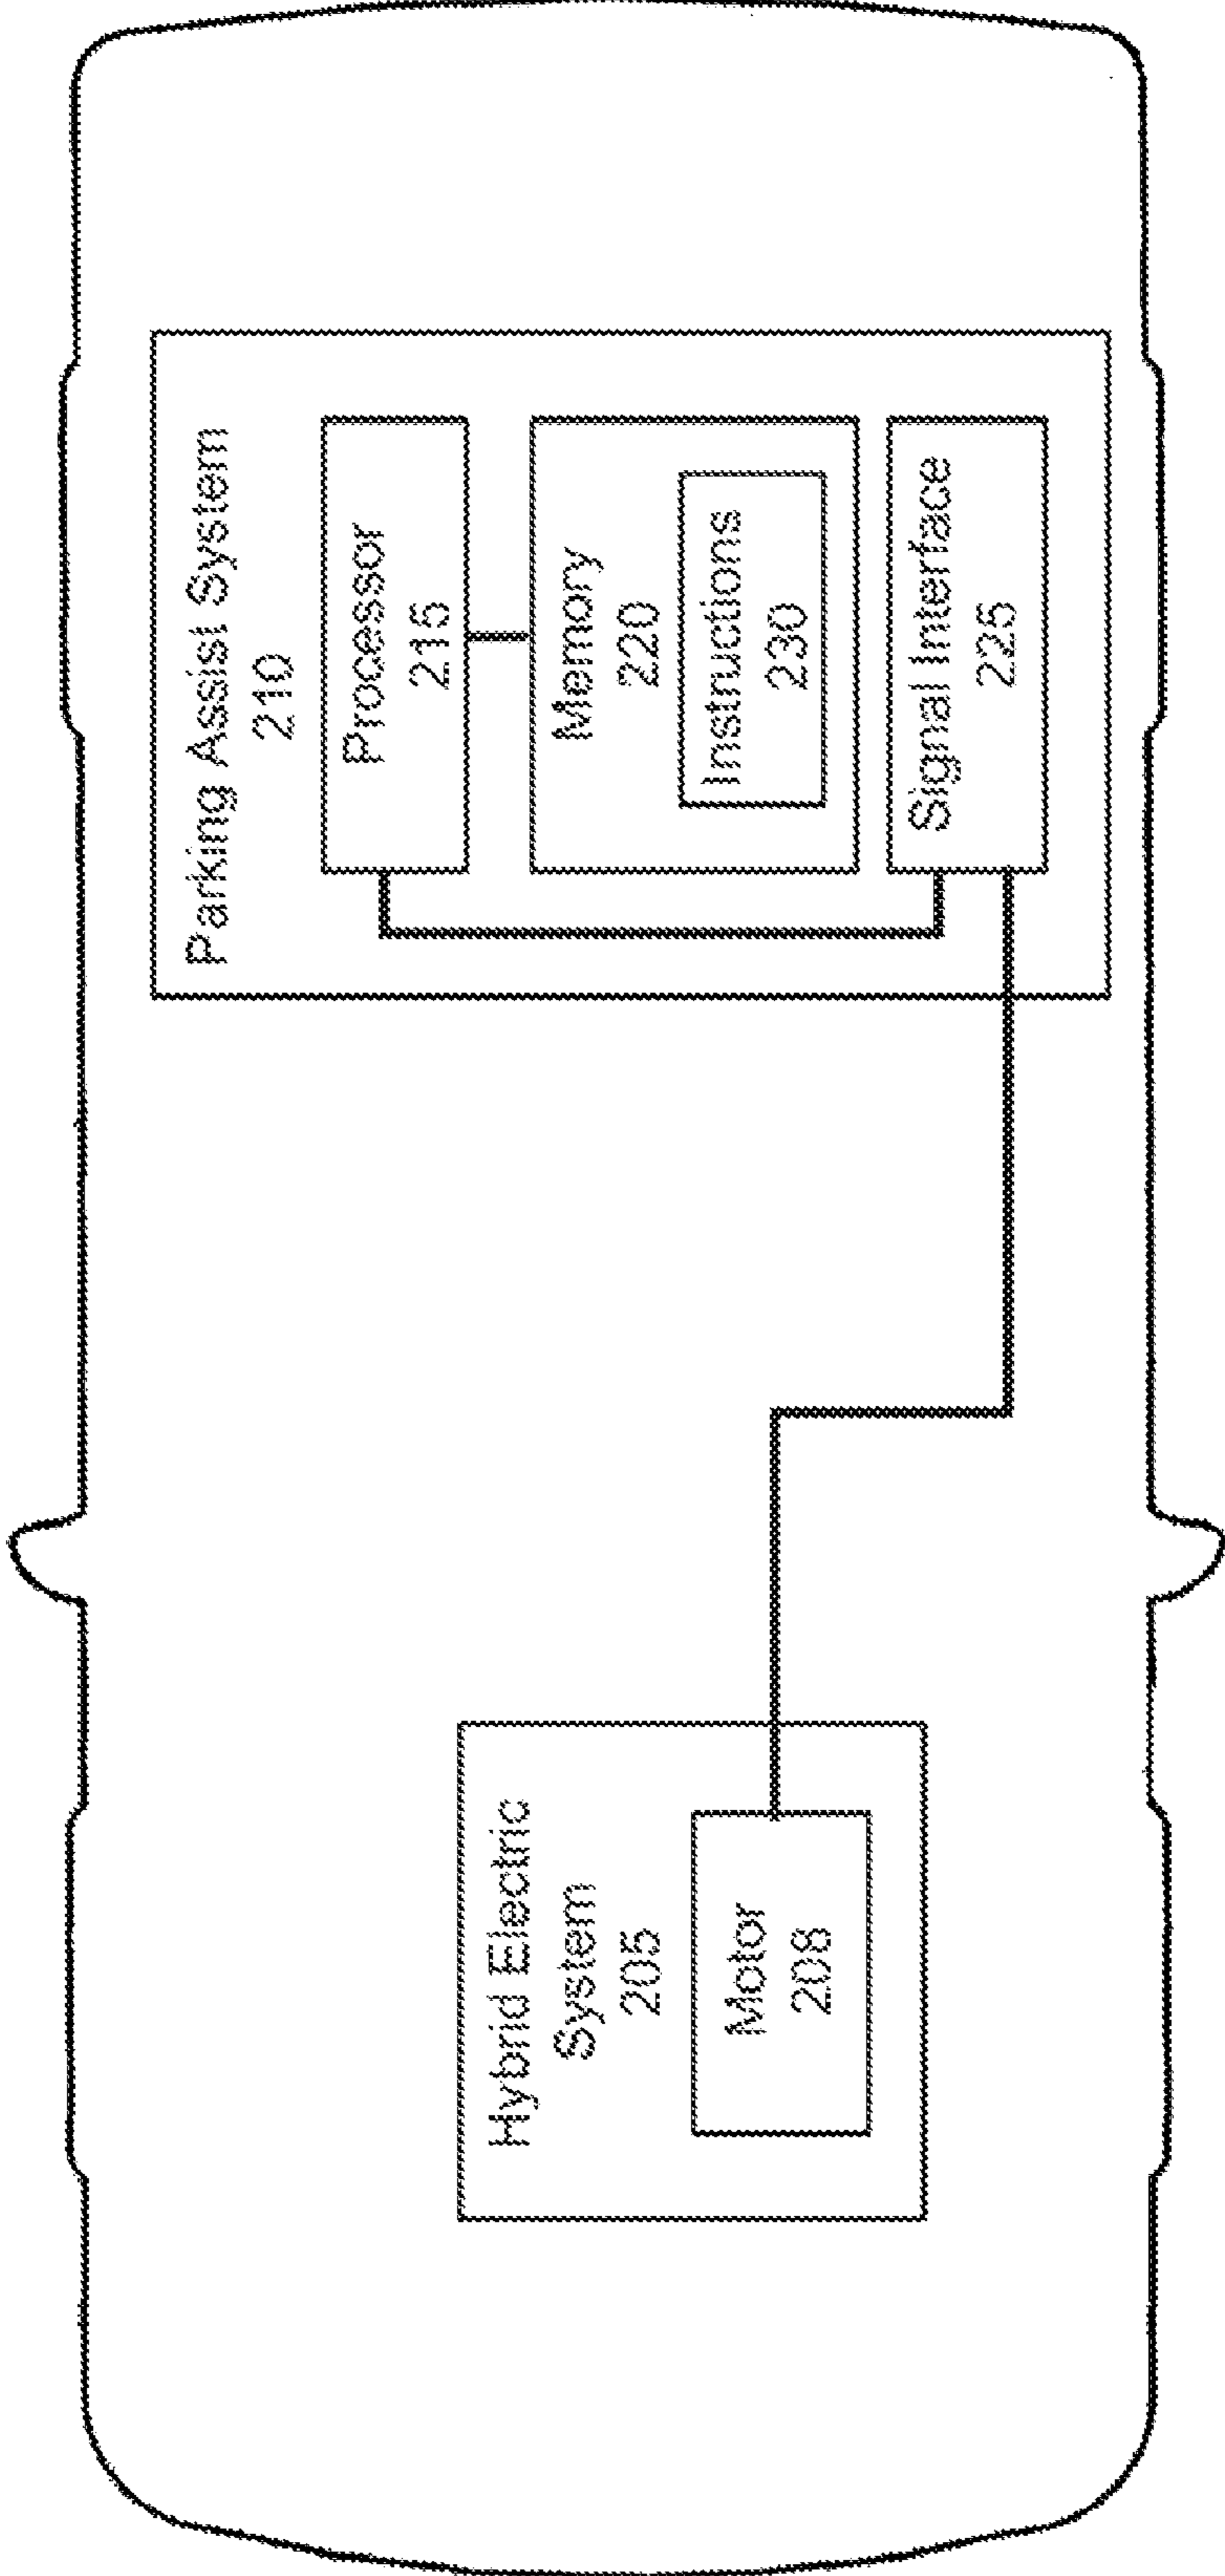 Hybrid Electric
System
205
Motor
208
Parking Assist System
210
Processor
215
Memory
220
Instructions
230
Signal Interface
225